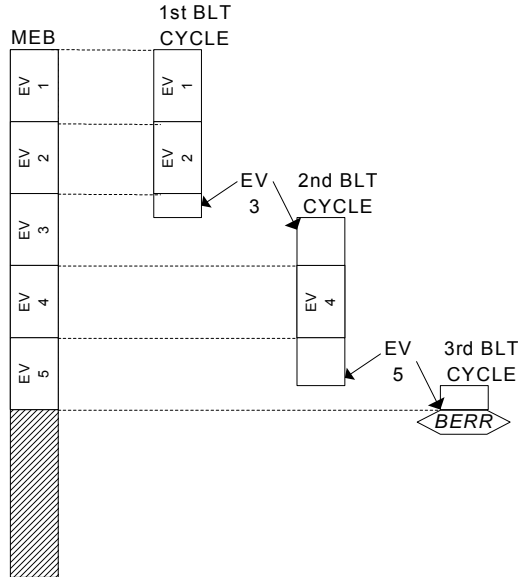 1st BLT
CYCLE
MEB
EV 1
EV 1
EV 2
EV 2
EV
3
2nd BLT
CYCLE
EV 3
EV 4
EV 4
EV
5
3rd BLT
CYCLE
EV 5
BERR